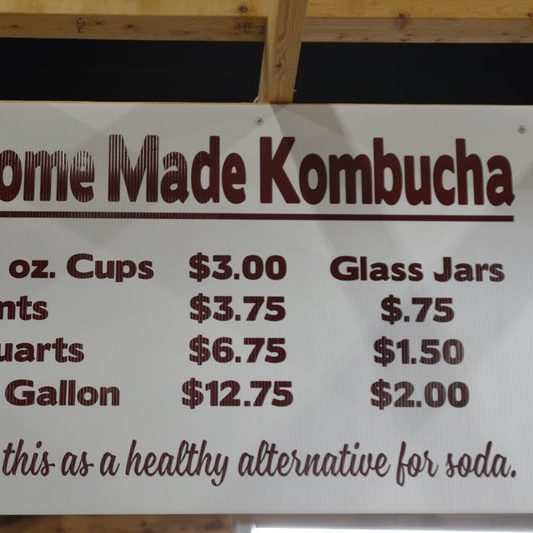 ome Made Kombucha
oz. Cups $3.00 Glass Jars
nts $3.75 $.75
uarts $6.75 $1.50
Gallon $12.75 $2.00
this as a healthy alternative for soda.